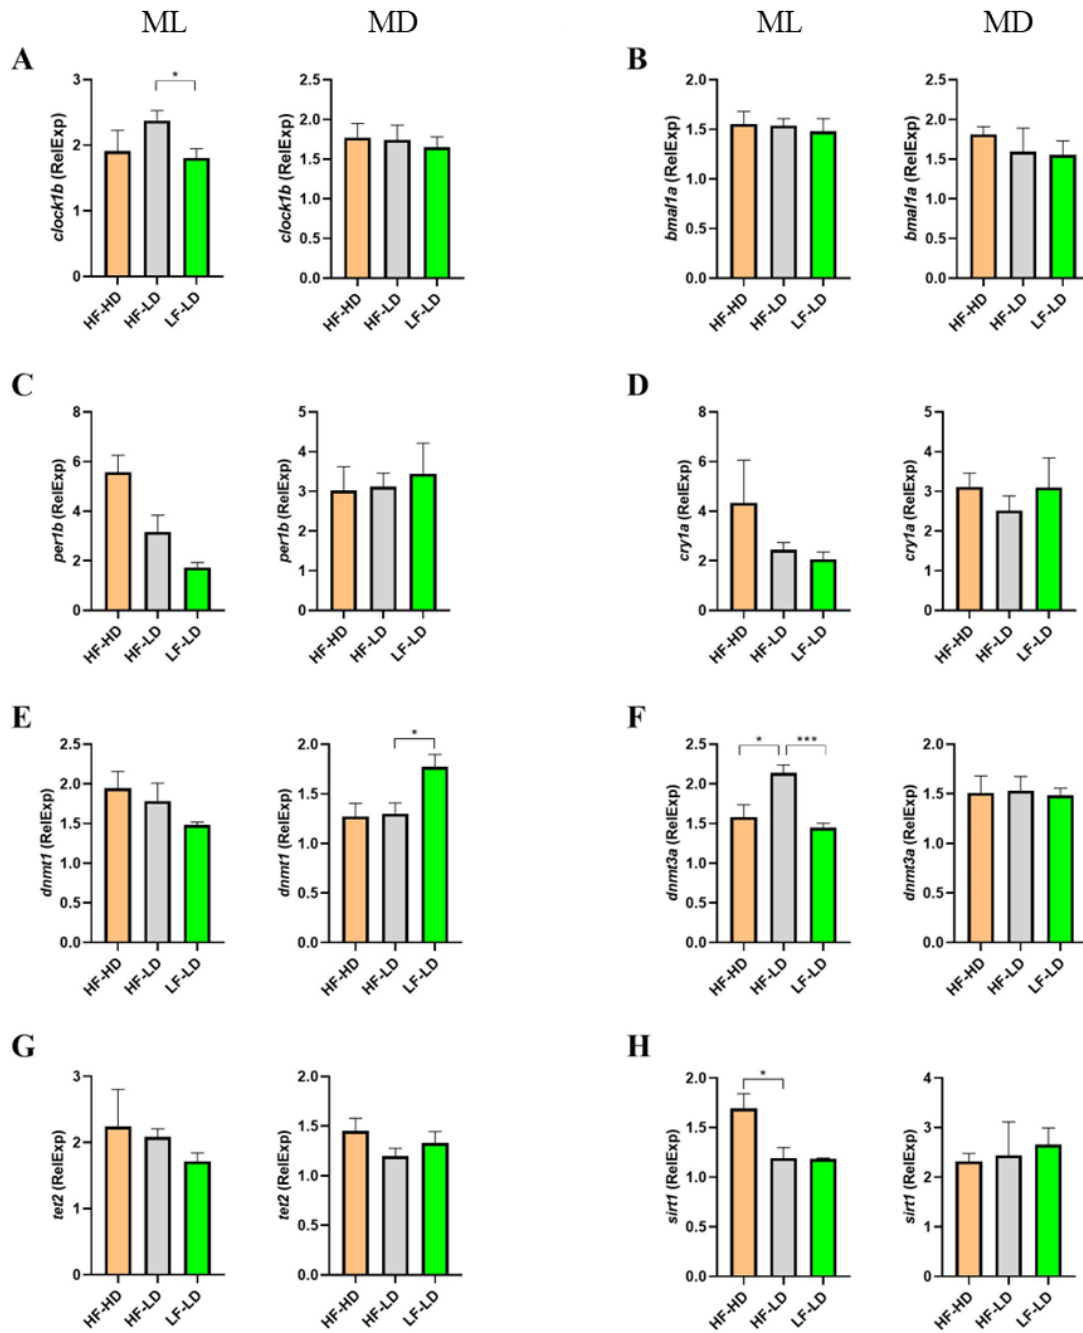 ML MD ML MD
A B
clock1b (RelExp)
3
2
1
0
*
HF-HD HF-LD LF-LD
clock1b (RelExp)
2.5
2.0
1.5
1.0
0.5
0.0
HF-HD HF-LD LF-LD
bmal1a (RelExp)
2.0
1.5
1.0
0.5
0.0
HF-HD HF-LD LF-LD
bmal1a (RelExp)
2.5
2.0
1.5
1.0
0.5
0.0
HF-HD HF-LD LF-LD
C D
per1b (RelExp)
8
6
4
2
0
HF-HD HF-LD LF-LD
per1b (RelExp)
5
4
3
2
1
0
HF-HD HF-LD LF-LD
cry1a (RelExp)
8
6
4
2
0
HF-HD HF-LD LF-LD
cry1a (RelExp)
5
4
3
2
1
0
HF-HD HF-LD LF-LD
E F
dnmt1 (RelExp)
2.5
2.0
1.5
1.0
0.5
0.0
HF-HD HF-LD LF-LD
dnmt1 (RelExp)
2.0
1.5
1.0
0.5
0.0
*
HF-HD HF-LD LF-LD
dnmt3a (RelExp)
2.5
2.0
1.5
1.0
0.5
0.0
* ***
HF-HD HF-LD LF-LD
dnmt3a (RelExp)
2.0
1.5
1.0
0.5
0.0
HF-HD HF-LD LF-LD
G H
tet2 (RelExp)
3
2
1
0
HF-HD HF-LD LF-LD
tet2 (RelExp)
2.0
1.5
1.0
0.5
0.0
HF-HD HF-LD LF-LD
sirt1 (RelExp)
2.0
1.5
1.0
0.5
0.0
*
HF-HD HF-LD LF-LD
sirt1 (RelExp)
4
3
2
1
0
HF-HD HF-LD LF-LD